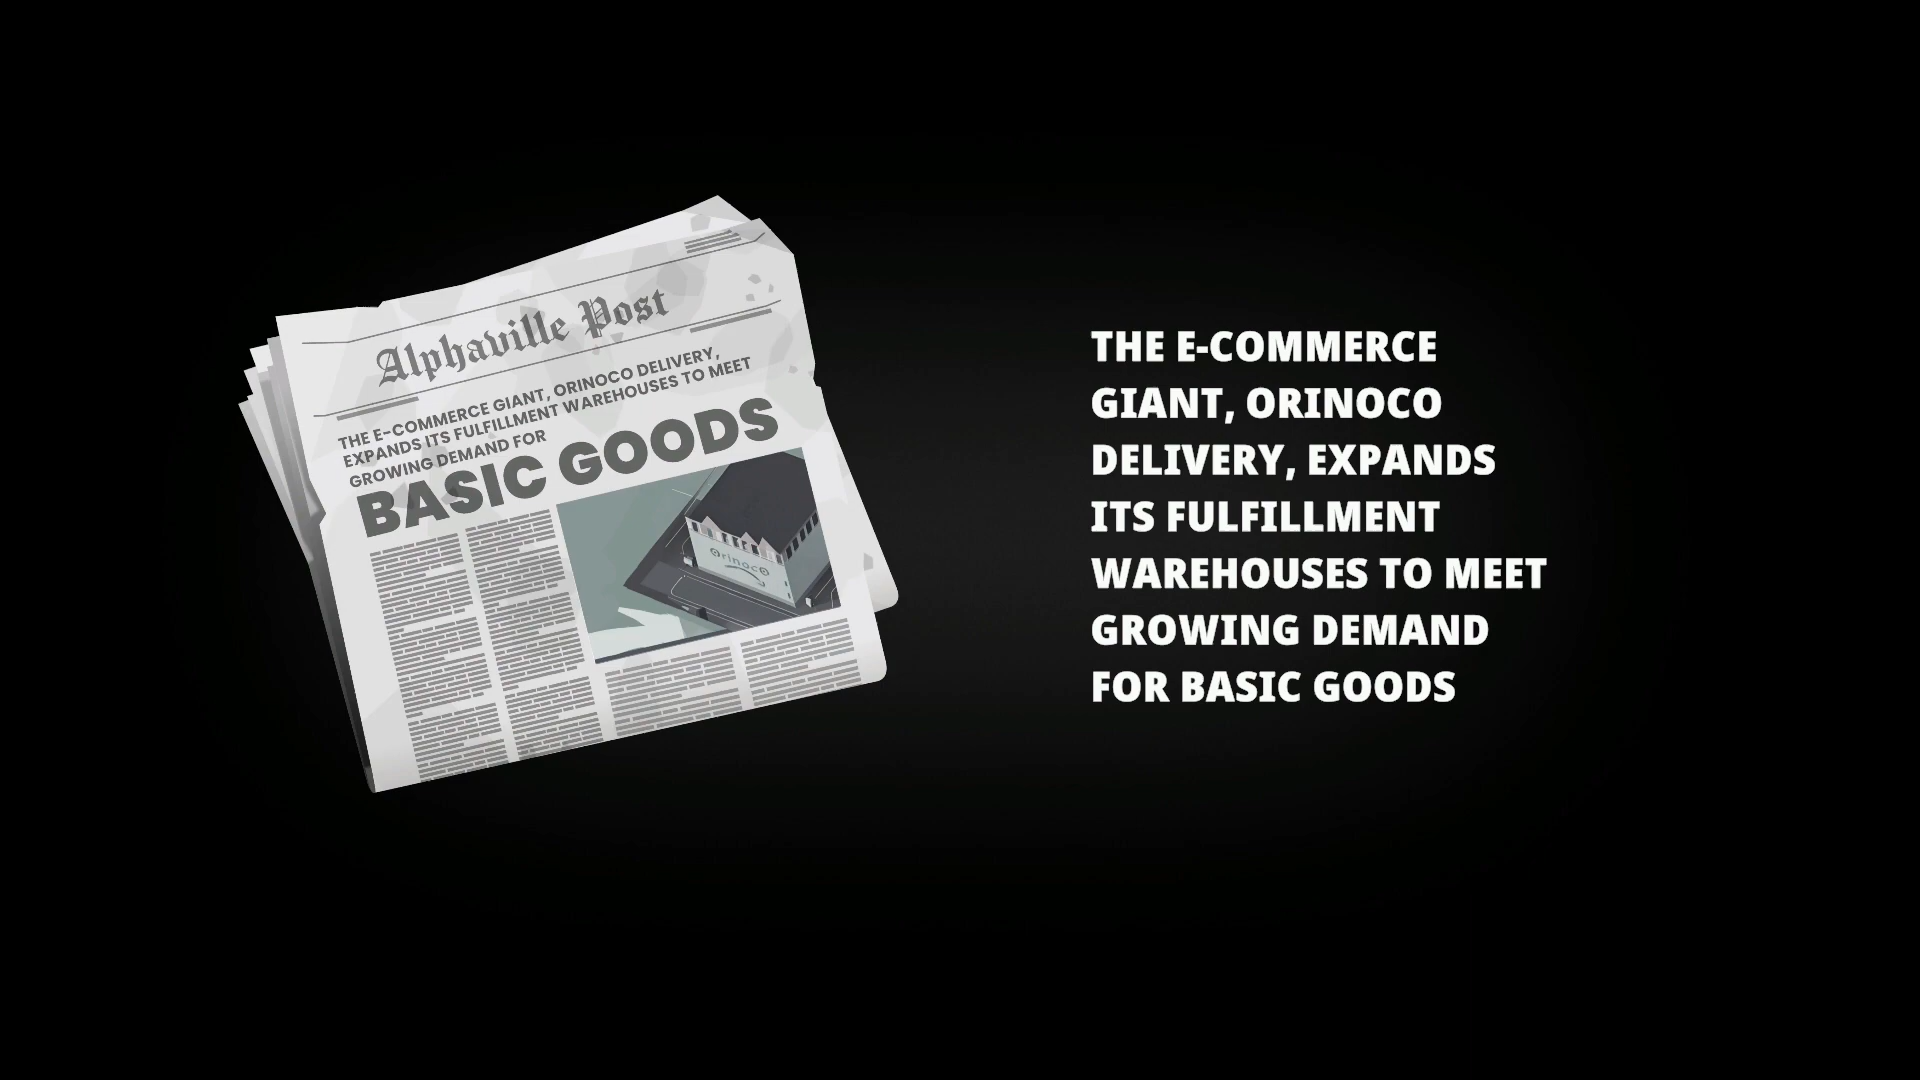 Alphaville Post
THE E-COMMERCE GIANT, ORINOCO DELIVERY,
EXPANDS ITS FULFILLMENT WAREHOUSES TO MEET
GROWING DEMAND FOR
BASIC GOODS
Orinoco
THE E-COMMERCE
GIANT, ORINOCO
DELIVERY, EXPANDS
ITS FULFILLMENT
WAREHOUSES TO MEET
GROWING DEMAND
FOR BASIC GOODS